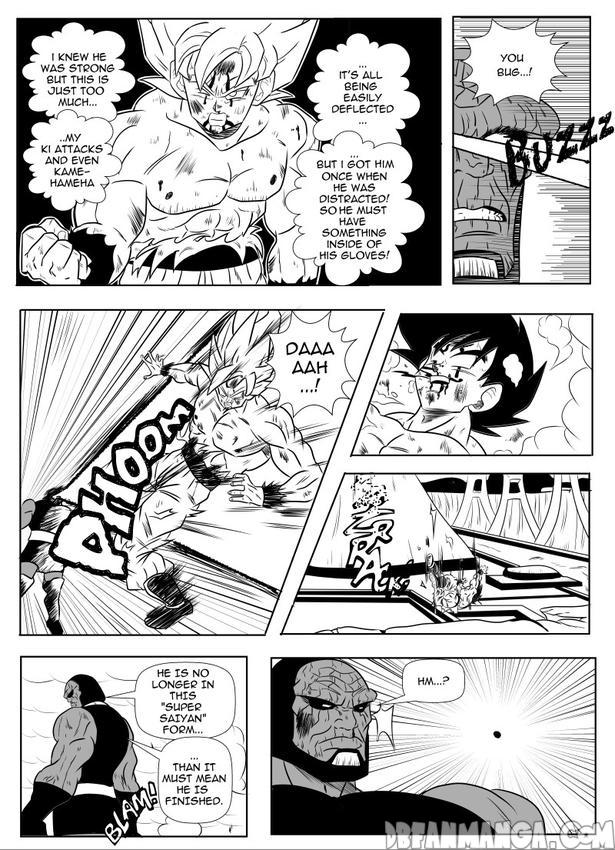 I KNEW HE
WAS STRONG
BUT THIS IS
JUST TOO
MUCH...
..MY
KI ATTACKS
AND EVEN
KAME-
HAMEHA
...
IT'S ALL
BEING
EASILY
DEFLECTED
...
BUT I GOT HIM
ONCE WHEN
HE WAS
DISTRACTED!
SO HE MUST
HAVE
SOMETHING
INSIDE OF
HIS GLOVES!
YOU
BUG...!
BUZZZ
DAAA
AAH
...!
PHOOM
HE IS NO
LONGER IN
THIS
"SUPER
SAIYAN"
FORM...
...
THAN IT
MUST MEAN
HE IS
FINISHED.
BLAM!
HM...?
DBFANMANGA.COM